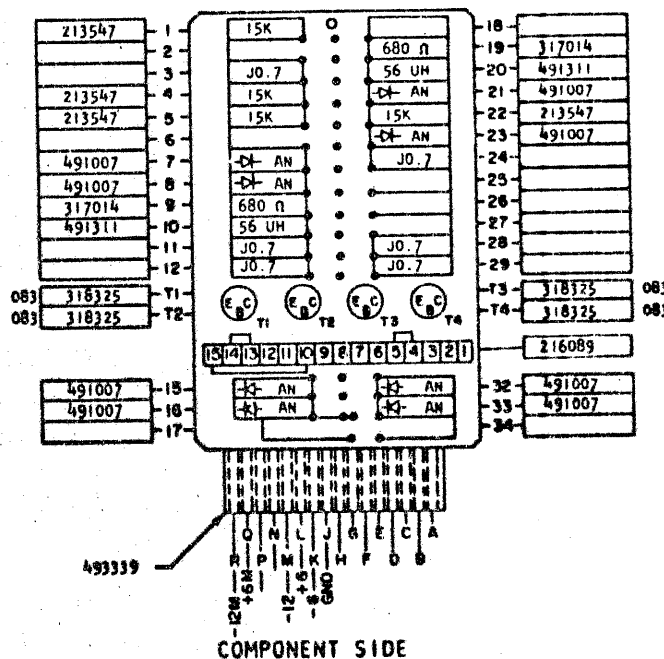 213547 1 15K 18
2 680 Ω 19 317014
3 J0.7 56 UH 20 491311
213547 4 15K AN 21 491007
213547 5 15K 15K 22 213547
6 AN 23 491007
491007 7 AN J0.7 24
491007 8 AN 25
317014 9 680 Ω 26
491311 10 56 UH 27
11 J0.7 J0.7 28
12 J0.7 J0.7 29
083 318325 T1 E B C E B C E B C E B C T3 318325 083
083 318325 T2 T1 T2 T3 T4 T4 318325 083
15 14 13 12 11 10 9 8 7 6 5 4 3 2 1 216089
491007 15 AN AN 32 491007
491007 16 AN AN 33 491007
17 34
Q N L J G E C A
493339 R P M K H F D B
-12M +6M -12 +6 GND
COMPONENT SIDE